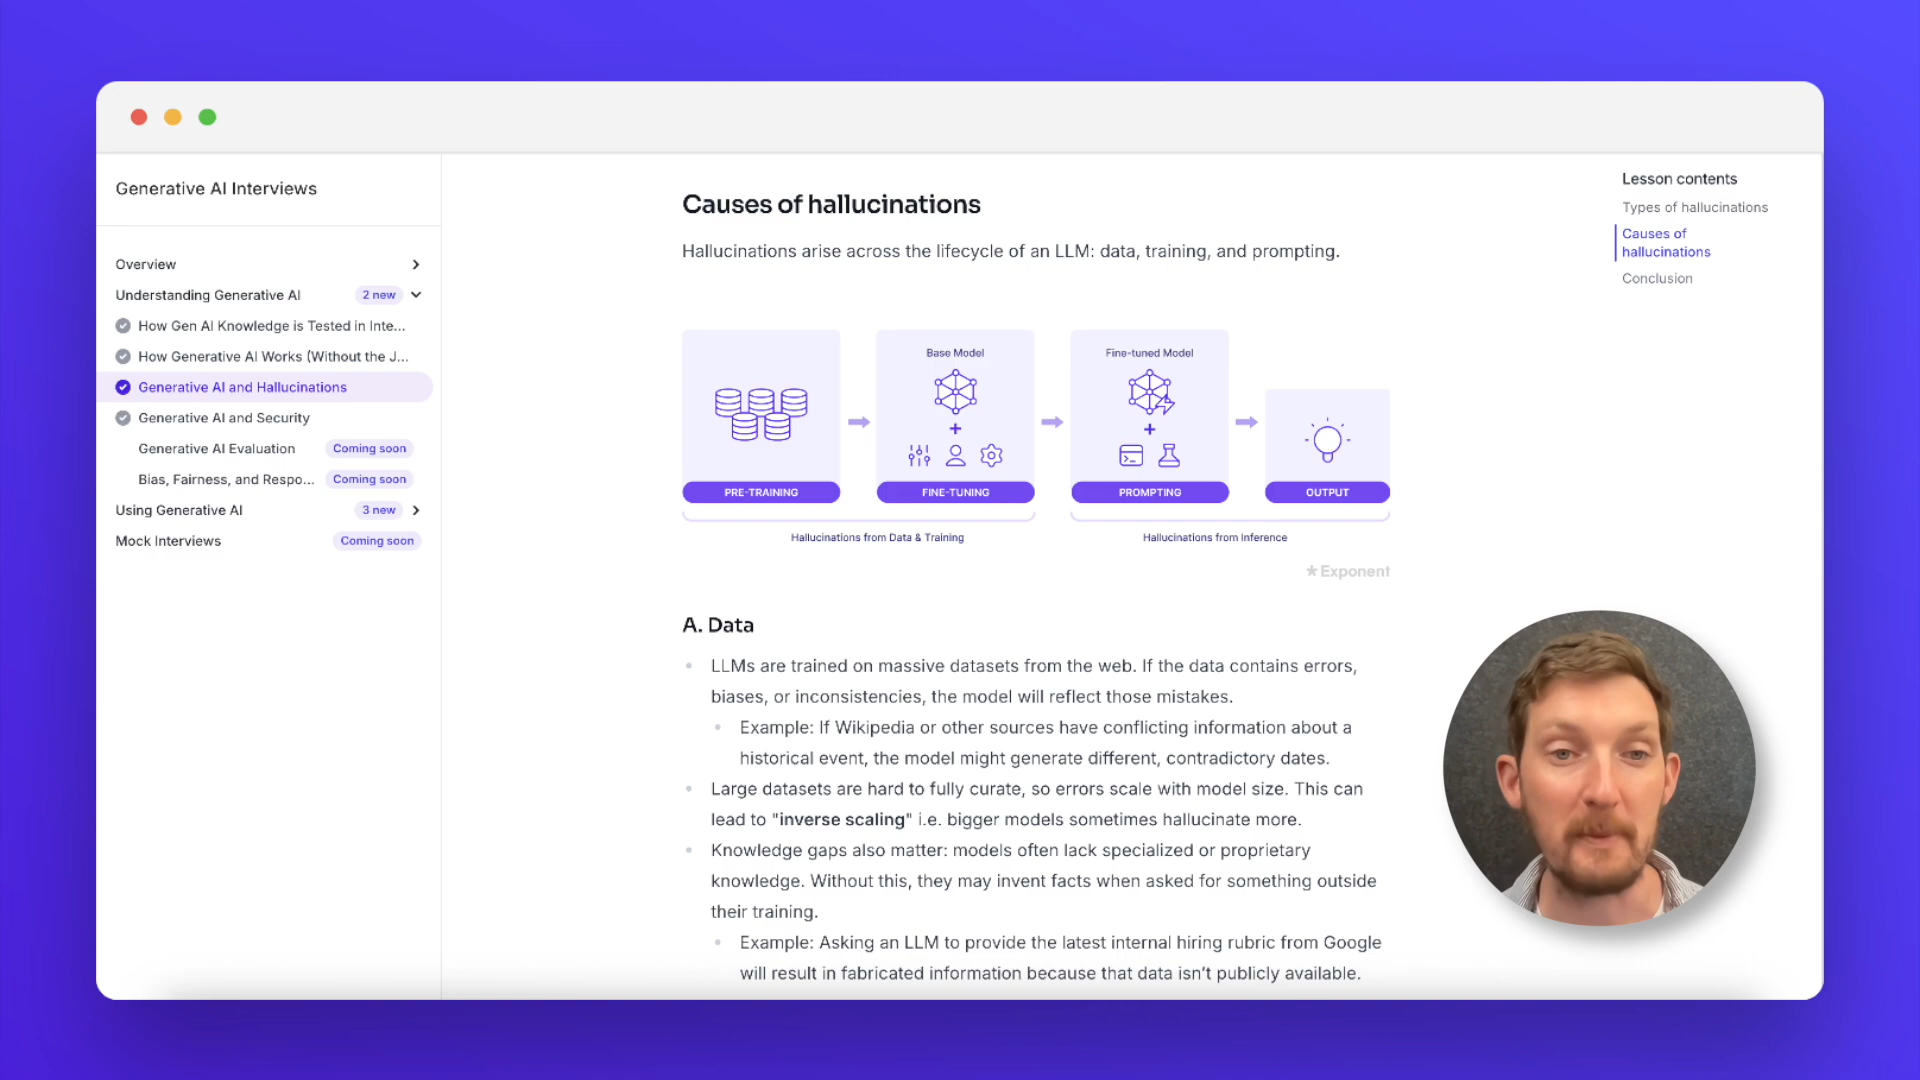 Generative AI Interviews
Overview
Understanding Generative AI 2 new
How Gen AI Knowledge is Tested in Inte...
How Generative AI Works (Without the J...
Generative AI and Hallucinations
Generative AI and Security
Generative AI Evaluation Coming soon
Bias, Fairness, and Respo... Coming soon
Using Generative AI 3 new
Mock Interviews Coming soon
Causes of hallucinations
Hallucinations arise across the lifecycle of an LLM: data, training, and prompting.
Base Model
Fine-tuned Model
PRE-TRAINING
FINE-TUNING
PROMPTING
OUTPUT
Hallucinations from Data & Training
Hallucinations from Inference
Exponent
A. Data
LLMs are trained on massive datasets from the web. If the data contains errors,
biases, or inconsistencies, the model will reflect those mistakes.
Example: If Wikipedia or other sources have conflicting information about a
historical event, the model might generate different, contradictory dates.
Large datasets are hard to fully curate, so errors scale with model size. This can
lead to "inverse scaling" i.e. bigger models sometimes hallucinate more.
Knowledge gaps also matter: models often lack specialized or proprietary
knowledge. Without this, they may invent facts when asked for something outside
their training.
Example: Asking an LLM to provide the latest internal hiring rubric from Google
will result in fabricated information because that data isn’t publicly available.
Lesson contents
Types of hallucinations
Causes of
hallucinations
Conclusion